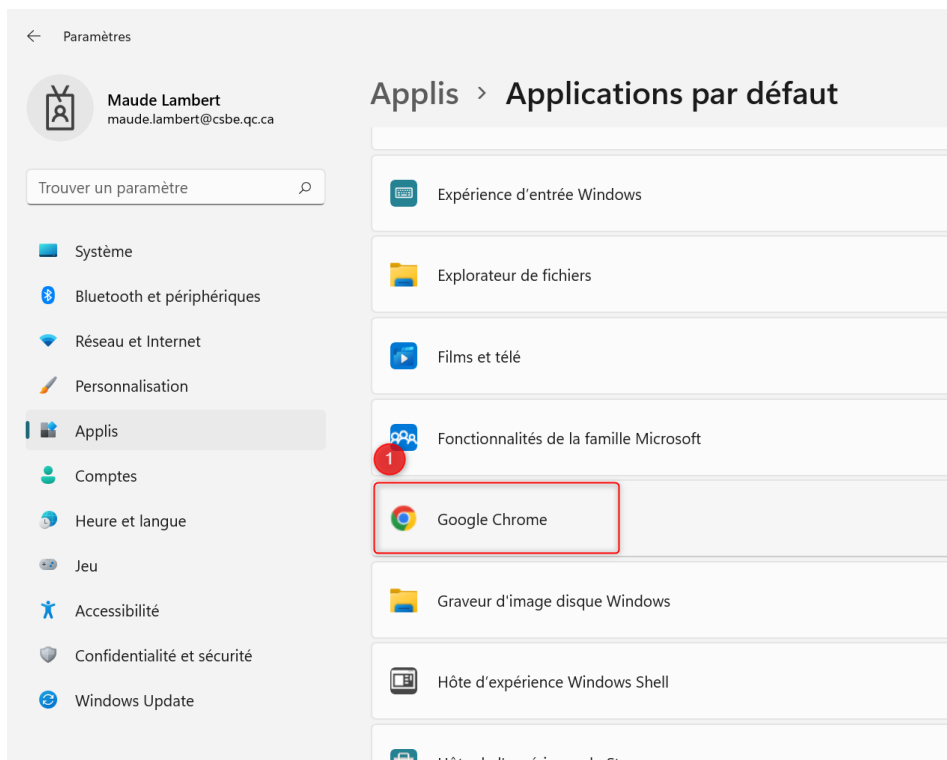 Paramètres
Maude Lambert
maude.lambert@csbe.qc.ca
Trouver un paramètre
Système
Bluetooth et périphériques
Réseau et Internet
Personnalisation
Applis
Comptes
Heure et langue
Jeu
Accessibilité
Confidentialité et sécurité
Windows Update
Applis > Applications par défaut
Expérience d'entrée Windows
Explorateur de fichiers
Films et télé
Fonctionnalités de la famille Microsoft
1
Google Chrome
Graveur d'image disque Windows
Hôte d'expérience Windows Shell